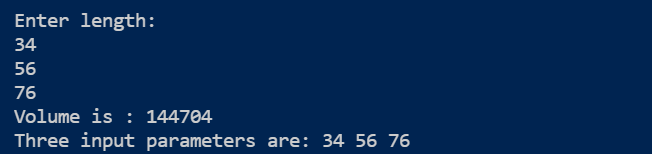 Enter length:
34
56
76
Volume is : 144704
Three input parameters are: 34 56 76